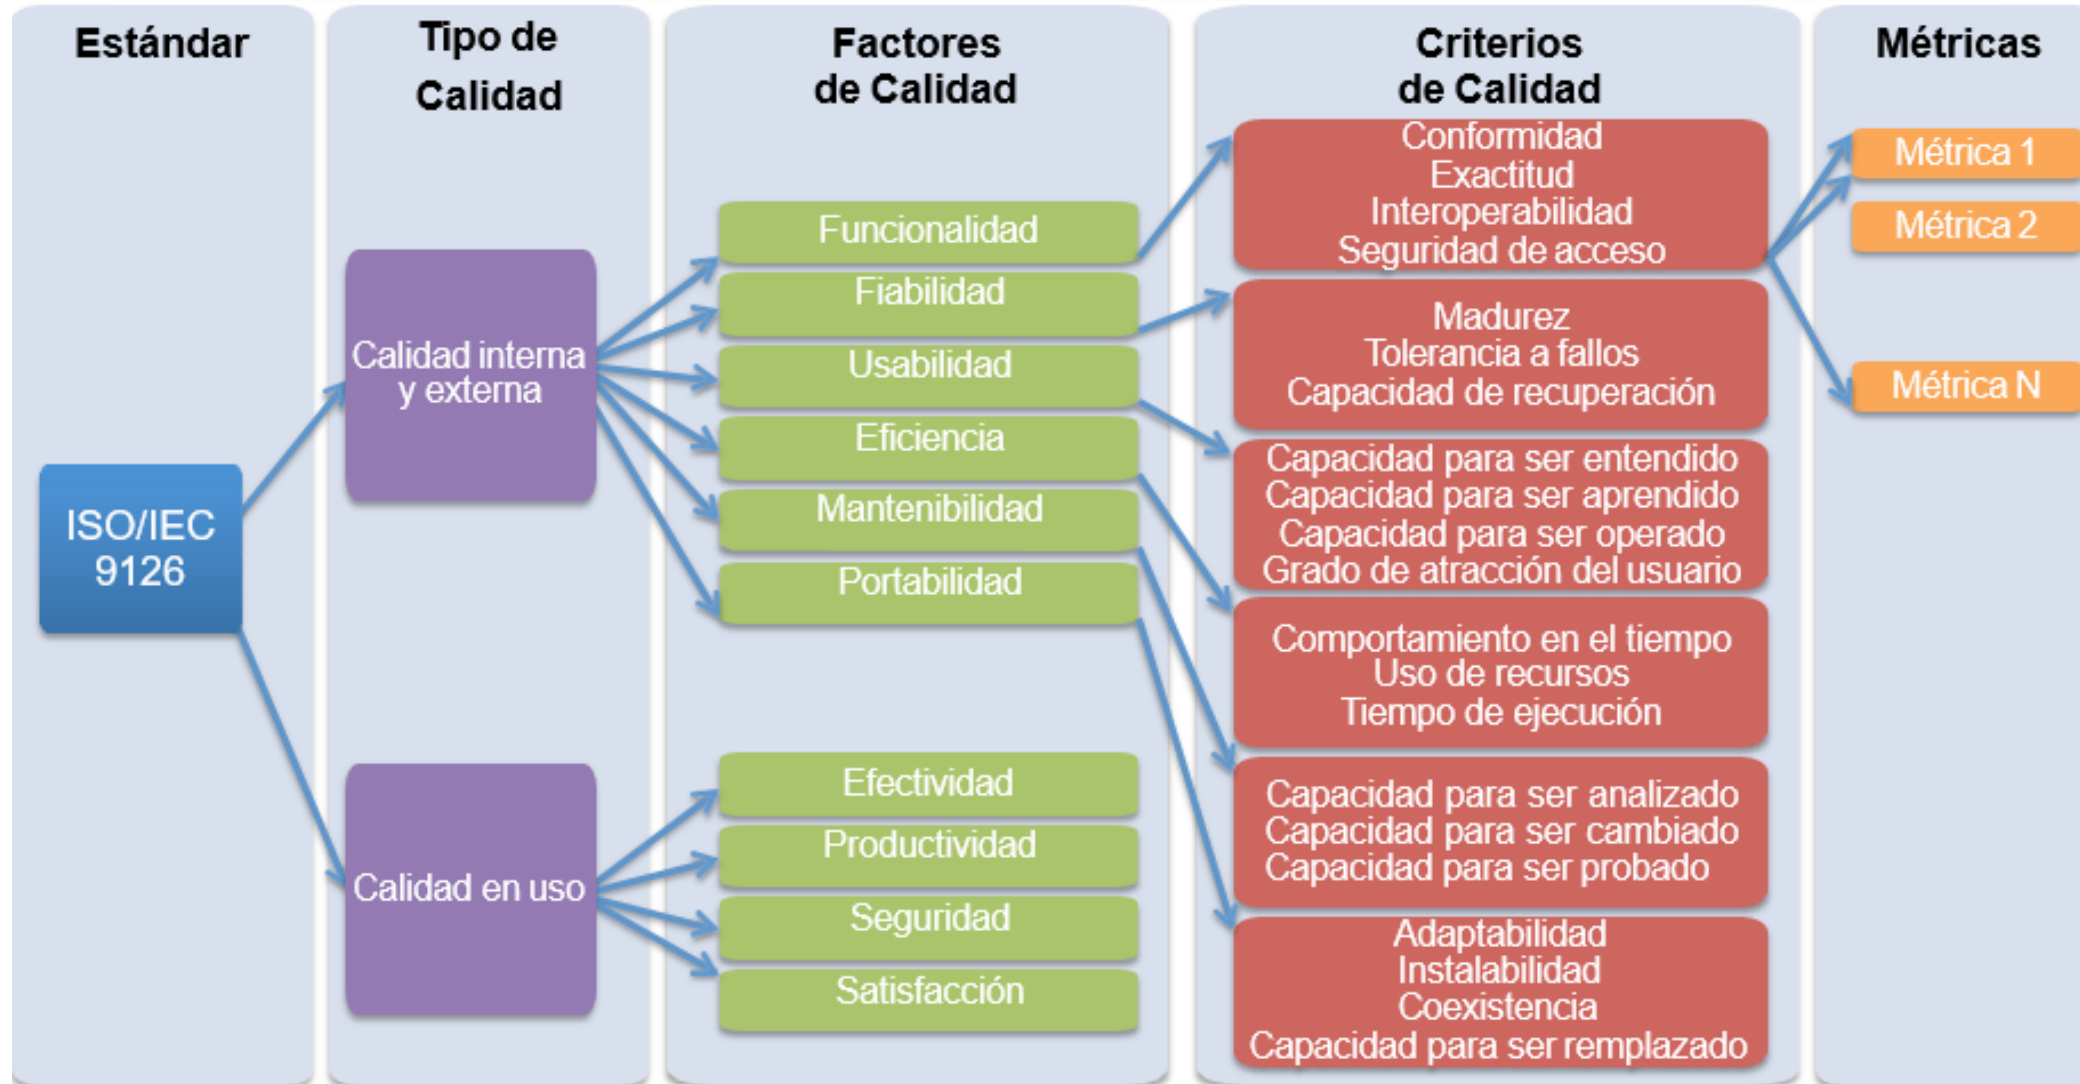 Estándar
Tipo de
Calidad
Factores
de Calidad
Criterios
de Calidad
Métricas
ISO/IEC
9126
Calidad interna
y externa
Calidad en uso
Funcionalidad
Fiabilidad
Usabilidad
Eficiencia
Mantenibilidad
Portabilidad
Efectividad
Productividad
Seguridad
Satisfacción
Conformidad
Exactitud
Interoperabilidad
Seguridad de acceso
Madurez
Tolerancia a fallos
Capacidad de recuperación
Capacidad para ser entendido
Capacidad para ser aprendido
Capacidad para ser operado
Grado de atracción del usuario
Comportamiento en el tiempo
Uso de recursos
Tiempo de ejecución
Capacidad para ser analizado
Capacidad para ser cambiado
Capacidad para ser probado
Adaptabilidad
Instalabilidad
Coexistencia
Capacidad para ser remplazado
Métrica 1
Métrica 2
Métrica N